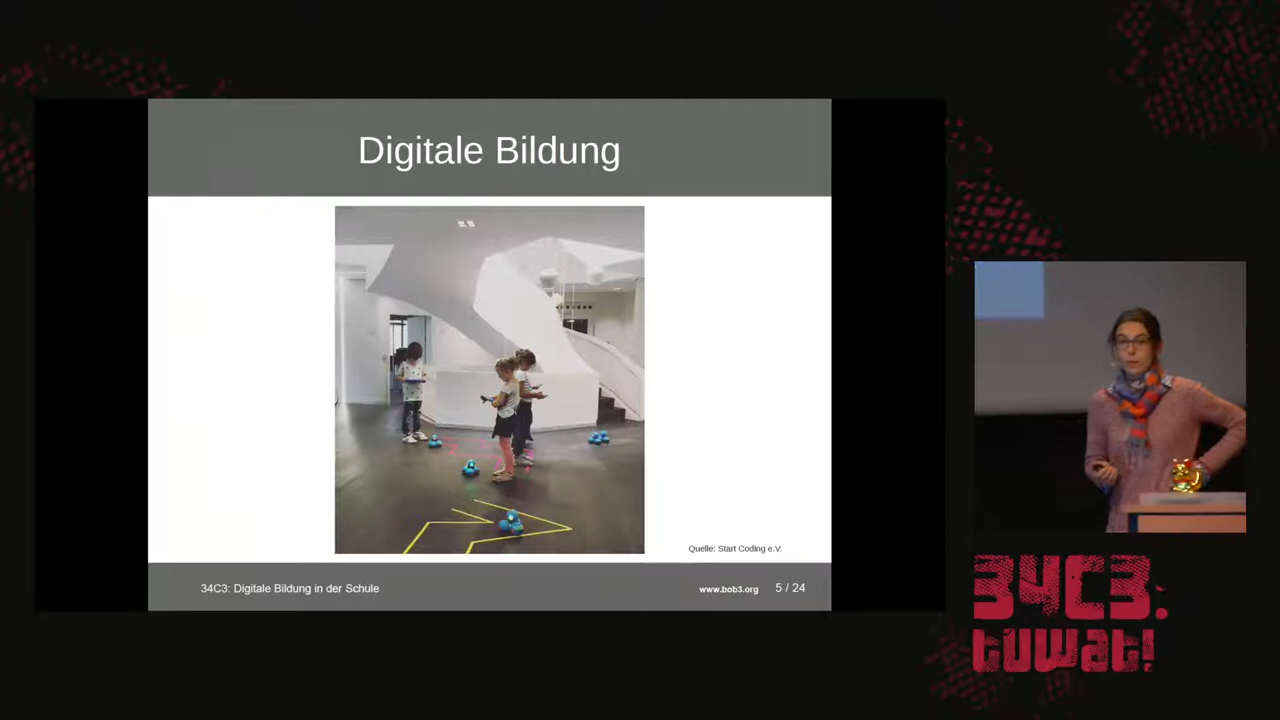 Digitale Bildung
Quelle: Start Coding e.V.
34C3: Digitale Bildung in der Schule
www.bob3.org
5 / 24
34C3:
tuwat!